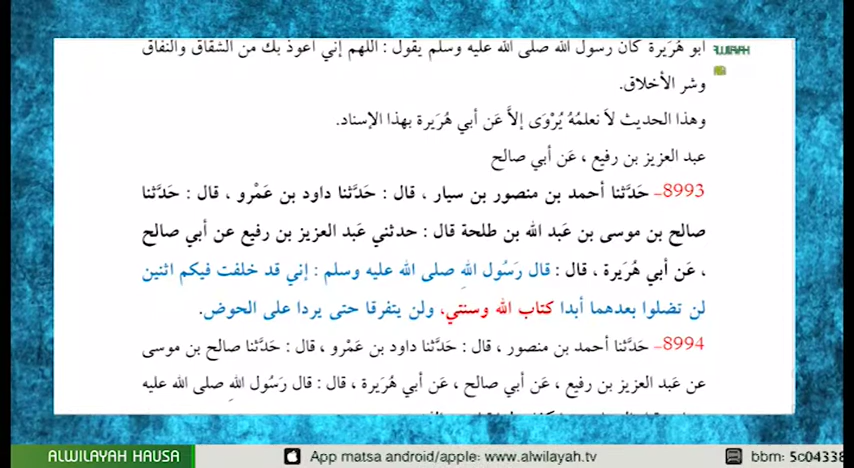 ابو هُرَيرة كان رسول الله صلى الله عليه وسلم يقول : اللهم إني اعوذ بك من الشقاق والنفاق
ALWILAYAH
وشر الأخلاق.
وهذا الحديث لاَ نعلمُهُ يُرْوَى إلاَّ عَن أبي هُرَيرة بهذا الإسناد.
عبد العزيز بن رفيع ، عَن أبي صالح
8993- حَدَّثنا أحمد بن منصور بن سيار ، قال : حَدَّثنا داود بن عَمْرو ، قال : حَدَّثنا
صالح بن موسى بن عَبد الله بن طلحة قال : حدثني عَبد العزيز بن رفيع عن أبي صالح
، عَن أبي هُرَيرة ، قال : قال رَسُول اللهِ صلى الله عليه وسلم : إني قد خلفت فيكم اثنين
لن تضلوا بعدهما أبدا كتاب الله وسنتي، ولن يتفرقا حتى يردا على الحوض.
8994- حَدَّثنا أحمد بن منصور ، قال : حَدَّثنا داود بن عَمْرو ، قال : حَدَّثنا صالح بن موسى
عن عَبد العزيز بن رفيع ، عَن أبي صالح ، عَن أبي هُرَيرة ، قال : قال رَسُول اللهِ صلى الله عليه
ALWILAYAH HAUSA
App matsa android/apple: www.alwilayah.tv
bbm: 5c04338